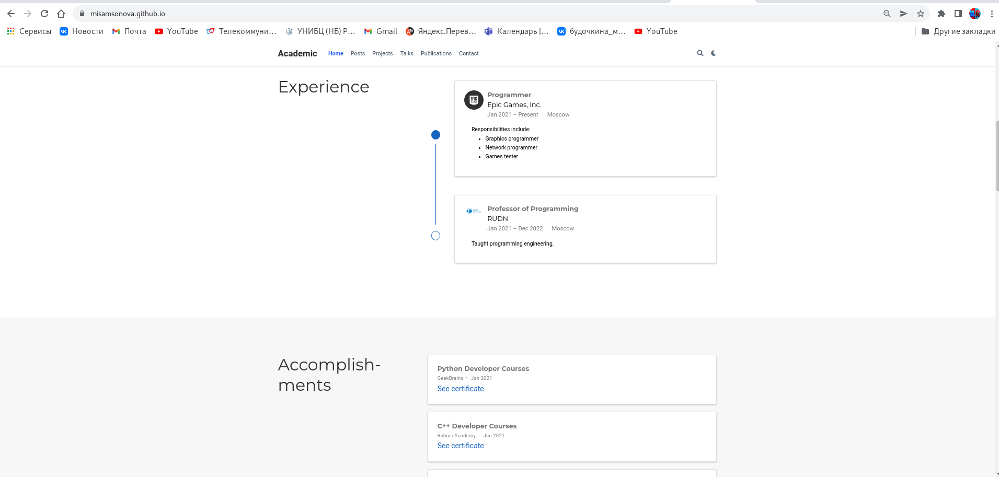 misamsonova.github.io
Сервисы Новости Почта YouTube Телекоммуни... УНИБЦ (НБ) Р... Gmail Яндекс.Перев... Календарь |... будочкина_м... YouTube Другие закладки
Academic Home Posts Projects Talks Publications Contact
Experience
EPIC
GAMES
Programmer
Epic Games, Inc.
Jan 2021 – Present · Moscow
Responsibilities include:
• Graphics programmer
• Network programmer
• Games tester
Professor of Programming
RUDN
Jan 2021 – Dec 2022 · Moscow
Taught programming engineering.
Accomplish-
ments
Python Developer Courses
GeekBrains · Jan 2021
See certificate
C++ Developer Courses
Rubius Academy · Jan 2021
See certificate